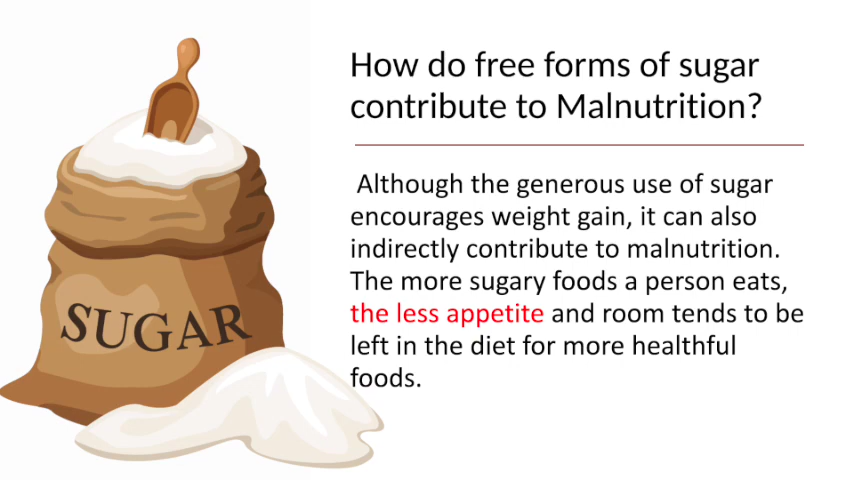 How do free forms of sugar
contribute to Malnutrition?
Although the generous use of sugar
encourages weight gain, it can also
indirectly contribute to malnutrition.
The more sugary foods a person eats,
the less appetite and room tends to be
left in the diet for more healthful
foods.
SUGAR